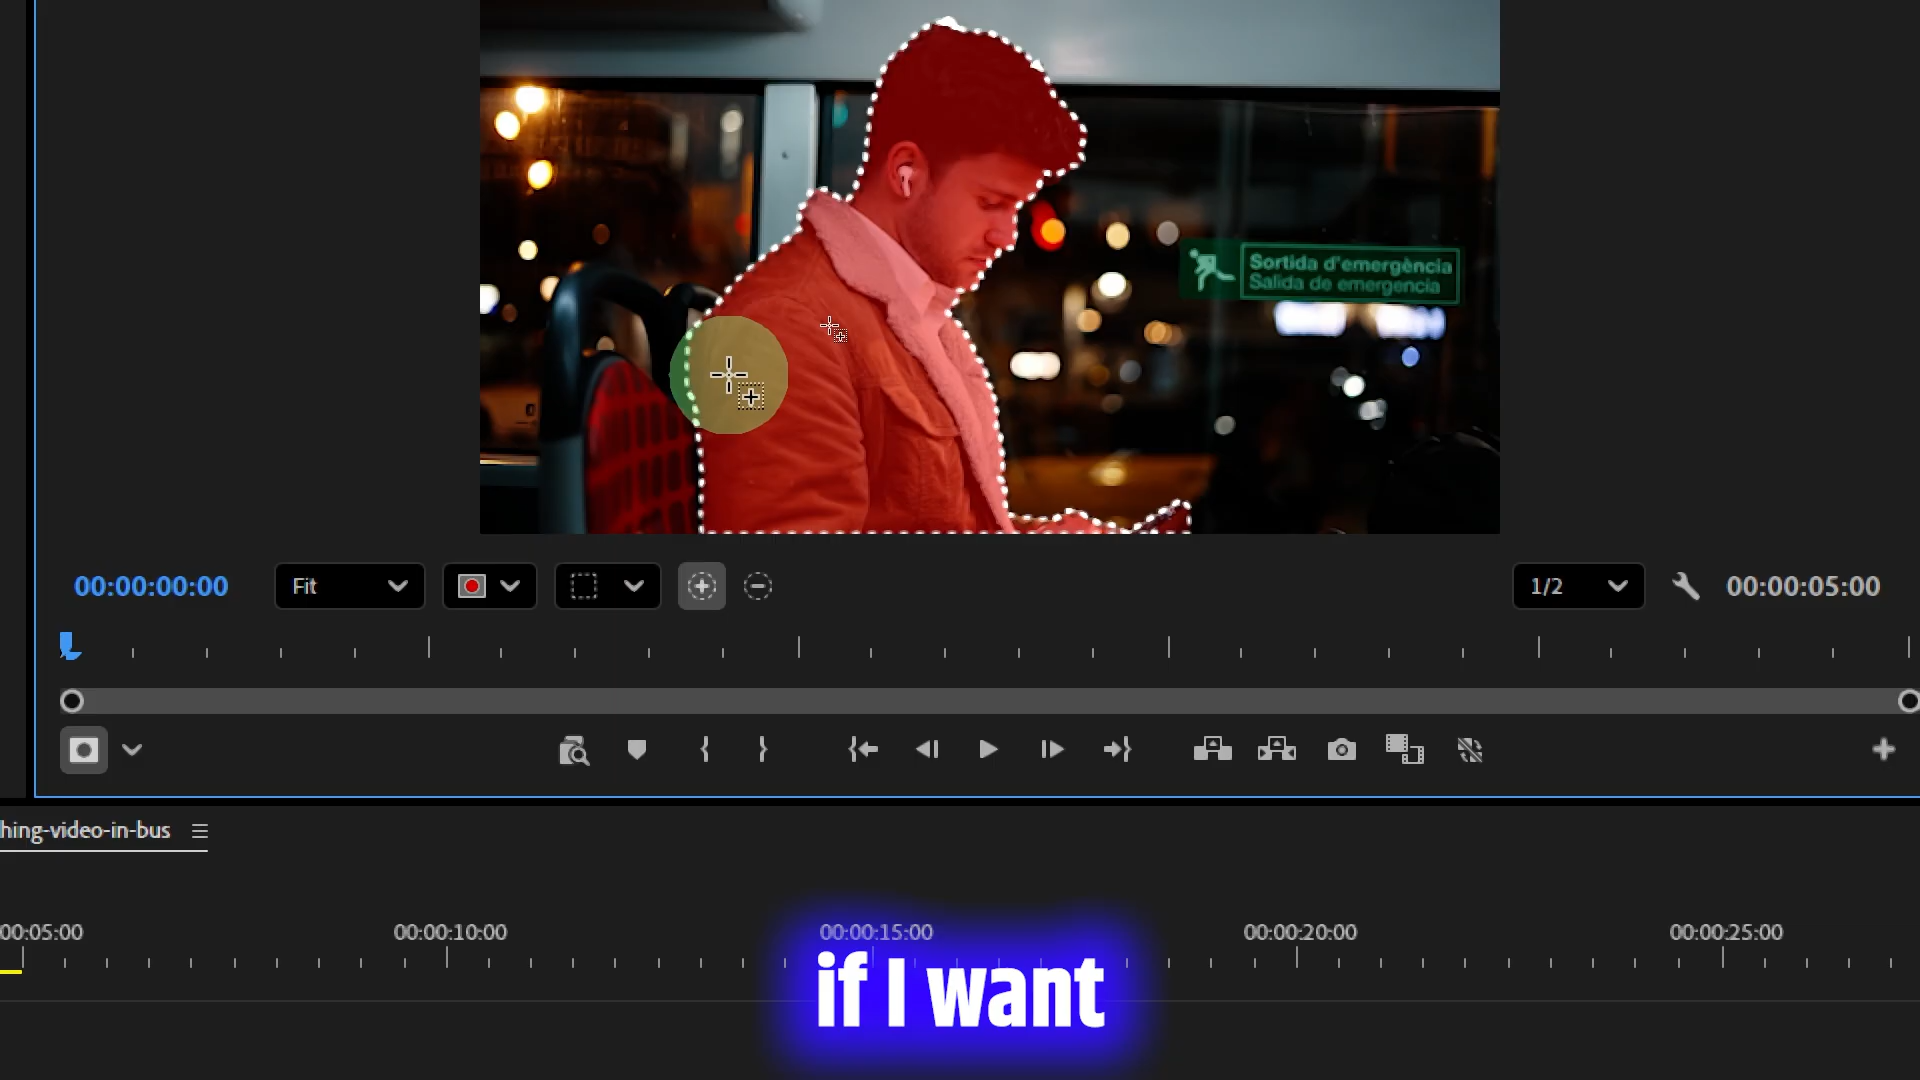 Sortida d'emergència
Salida de emergencia
00:00:00:00
Fit
1/2
00:00:05:00
hing-video-in-bus
00:05:00
00:00:10:00
00:00:15:00
00:00:20:00
00:00:25:00
if I want